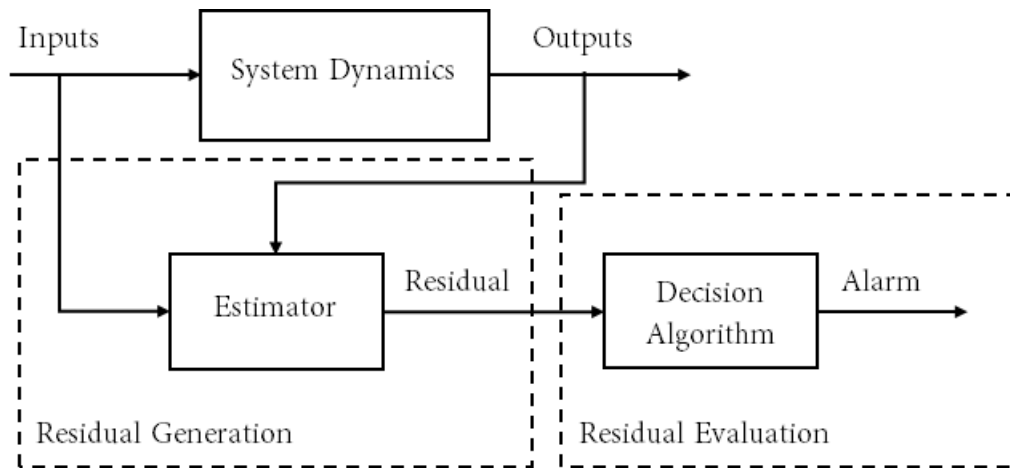 Inputs
Outputs
System Dynamics
Estimator
Residual
Decision
Algorithm
Alarm
Residual Generation
Residual Evaluation